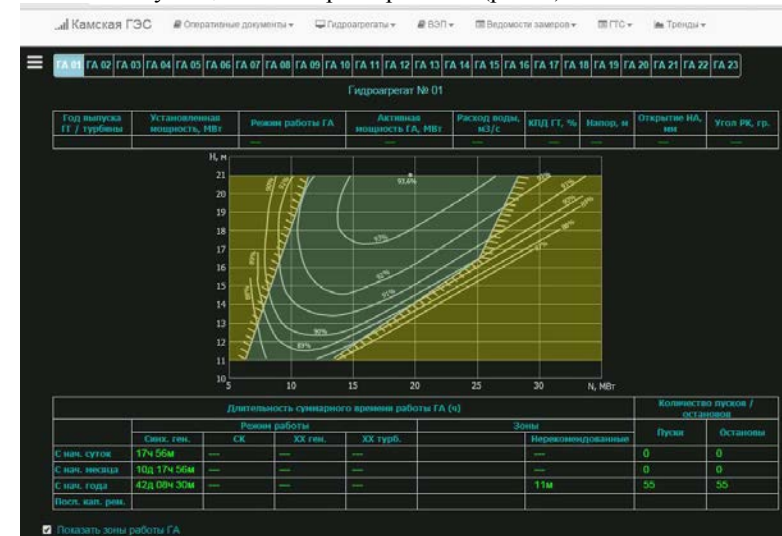 Камская ГЭС Оперативные документы Гидроагрегаты ВЭП Ведомости замеров ГТС Тренды
ГА 01 ГА 02 ГА 03 ГА 04 ГА 05 ГА 06 ГА 07 ГА 08 ГА 09 ГА 10 ГА 11 ГА 12 ГА 13 ГА 14 ГА 15 ГА 16 ГА 17 ГА 18 ГА 19 ГА 20 ГА 21 ГА 22 ГА 23
Гидроагрегат № 01
Год выпуска ГГ / турбины Установленная мощность, МВт Режим работы ГА Активная мощность ГА, МВт Расход воды, м3/с КПД ГТ, % Напор, м Открытие НА, мм Угол РК, гр.
--- --- --- --- --- --- ---
Н, м
21
20
19
18
17
16
15
14
13
12
11
10
5 10 15 20 25 30 N, МВт
93,6%
93%
92%
91%
90%
89%
Длительность суммарного времени работы ГА (ч) Количество пусков / остановов
Режим работы Зоны Пуски Остановы
Синх. ген. СК ХХ ген. ХХ турб. Нерекомендованные
С нач. суток 17ч 56м --- --- --- --- 0 0
С нач. месяца 10д 17ч 56м --- --- --- --- 0 0
С нач. года 42д 08ч 30м --- --- --- 11м 55 55
Посл. кап. рем.
Показать зоны работы ГА